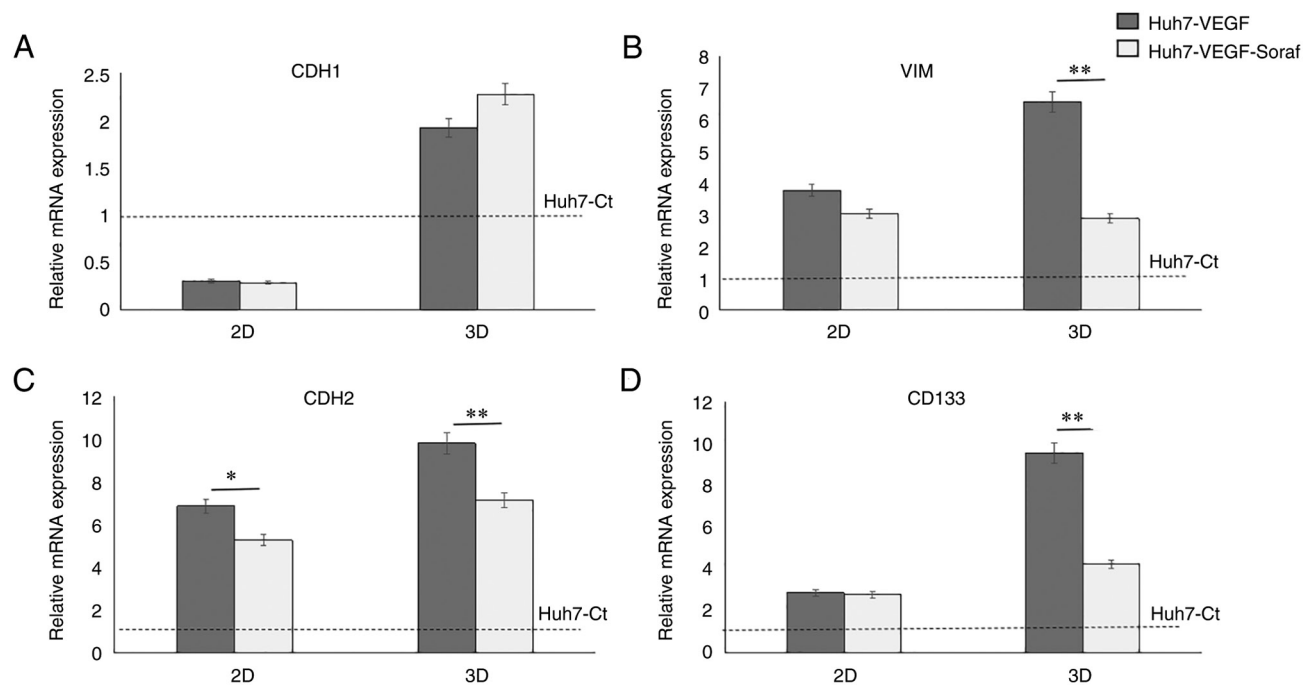 Huh7-VEGF
Huh7-VEGF-Soraf
A
CDH1
Relative mRNA expression
2.5
2
1.5
1
0.5
0
Huh7-Ct
2D
3D
B
VIM
Relative mRNA expression
8
7
6
5
4
3
2
1
0
**
Huh7-Ct
2D
3D
C
CDH2
Relative mRNA expression
12
10
8
6
4
2
0
*
**
Huh7-Ct
2D
3D
D
CD133
Relative mRNA expression
12
10
8
6
4
2
0
**
Huh7-Ct
2D
3D